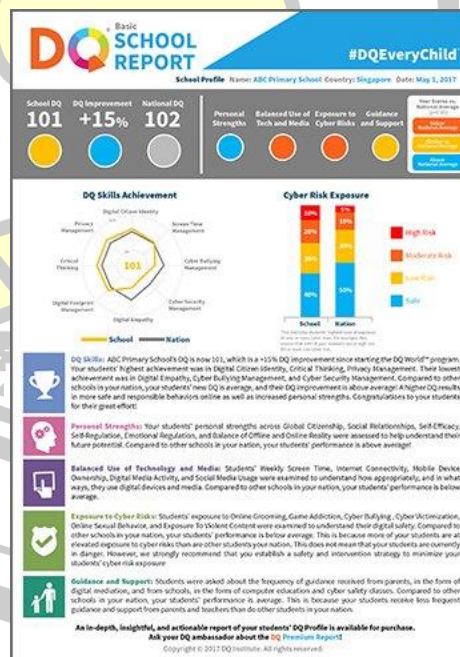 Basic
DQ SCHOOL
REPORT
#DQEveryChild
School Profile Name: ABC Primary School Country: Singapore Date: May 1, 2017
School DQ DQ Improvement National DQ
101 +15% 102
Personal Strengths
Balanced Use of Tech and Media
Exposure to Cyber Risks
Guidance and Support
Your Scores vs. National Average
Below National Average
Similar to National Average
Above National Average
DQ Skills Achievement
Digital Citizen Identity
Privacy Management
Screen Time Management
Critical Thinking
101
Cyber Bullying Management
Digital Footprint Management
Cyber Security Management
Digital Empathy
School Nation
Cyber Risk Exposure
10% 5%
20% 15%
30% 30%
40% 50%
School Nation
High Risk
Moderate Risk
Low Risk
Safe
DQ Skills: ABC Primary School's DQ is now 101, which is a +15% DQ improvement since starting the DQ World™ program.
Your students' highest achievement was in Digital Citizen Identity, Critical Thinking, Privacy Management. Their lowest
achievement was in Digital Empathy, Cyber Bullying Management, and Cyber Security Management. Compared to other
schools in your nation, your students' new DQ is average, and their DQ improvement is above average! A higher DQ results
in more safe and responsible behaviors online as well as increased personal strengths. Congratulations to your students
for their great effort!
Personal Strengths: Your students' personal strengths across Global Citizenship, Social Relationships, Self-Efficacy,
Self-Regulation, Emotional Regulation, and Balance of Offline and Online Reality were assessed to help understand their
future potential. Compared to other schools in your nation, your students' performance is above average!
Balanced Use of Technology and Media: Students' Weekly Screen Time, Internet Connectivity, Mobile Device
Ownership, Digital Media Activity, and Social Media Usage were examined to understand how appropriately, and in what
ways, they use digital devices and media. Compared to other schools in your nation, your students' performance is below
average.
Exposure to Cyber Risks: Students' exposure to Online Grooming, Game Addiction, Cyber Bullying, Cyber Victimization,
Online Sexual Behavior, and Exposure To Violent Content were examined to understand their digital safety. Compared to
other schools in your nation, your students' performance is below average. This is because more of your students are at
elevated exposure to cyber risks than are other students your nation. This does not mean that your students are currently
in danger. However, we strongly recommend that you establish a safety and intervention strategy to minimize your
students' cyber risk exposure
Guidance and Support: Students were asked about the frequency of guidance received from parents, in the form of
digital mediation, and from schools, in the form of computer education and cyber safety classes. Compared to other
schools in your nation, your students' performance is average. This is because your students receive less frequent
guidance and support from parents and teachers than do other students in your nation.
An in-depth, insightful, and actionable report of your students' DQ Profile is available for purchase.
Ask your DQ ambassador about the DQ Premium Report!
Copyright © 2017 DQ Institute. All rights reserved.